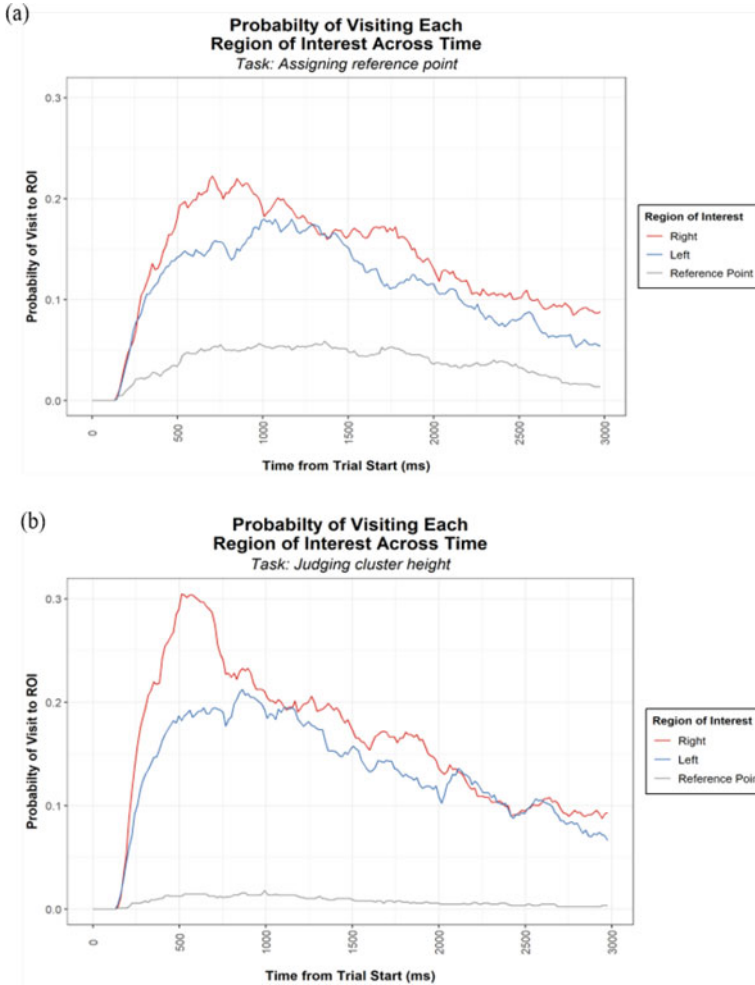 (a)
Probabilty of Visiting Each
Region of Interest Across Time
Task: Assigning reference point
Probability of Visit to ROI
0.3
0.2
0.1
0.0
0
500
1000
1500
2000
2500
3000
Time from Trial Start (ms)
Region of Interest
Right
Left
Reference Point
(b)
Probabilty of Visiting Each
Region of Interest Across Time
Task: Judging cluster height
Probability of Visit to ROI
0.3
0.2
0.1
0.0
0
500
1000
1500
2000
2500
3000
Time from Trial Start (ms)
Region of Interest
Right
Left
Reference Point